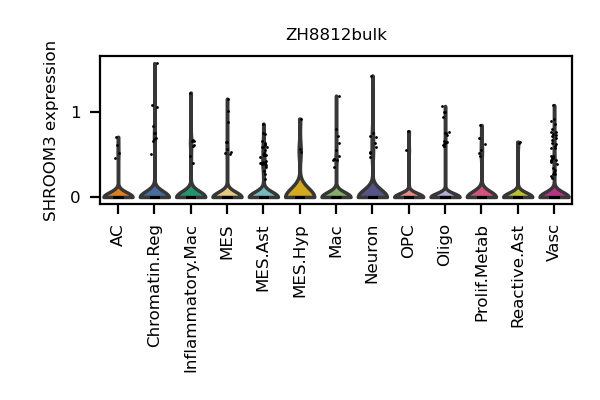 ZH8812bulk
SHROOM3 expression
1
0
AC
Chromatin.Reg
Inflammatory.Mac
MES
MES.Ast
MES.Hyp
Mac
Neuron
OPC
Oligo
Prolif.Metab
Reactive.Ast
Vasc